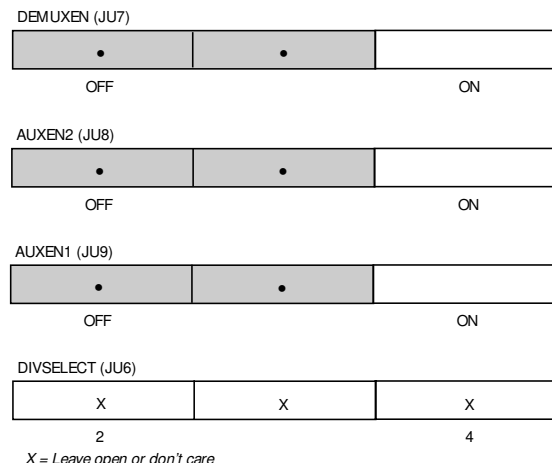 DEMUXEN (JU7)
• •
OFF ON
AUXEN2 (JU8)
• •
OFF ON
AUXEN1 (JU9)
• •
OFF ON
DIVSELECT (JU6)
X X X
2 4
X = Leave open or don't care